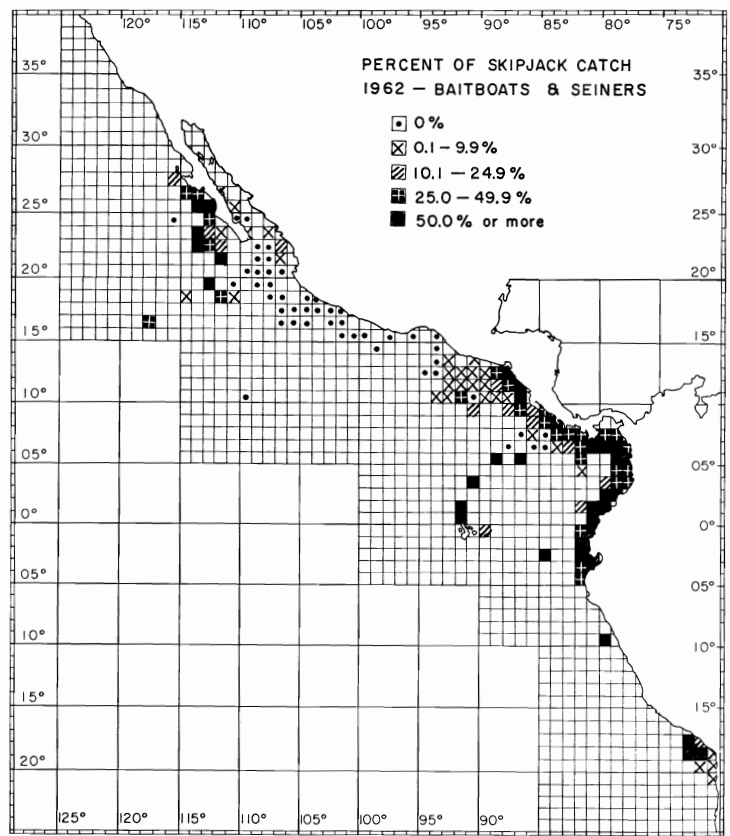 120° 115° 110° 105° 100° 95° 90° 85° 80° 75°
PERCENT OF SKIPJACK CATCH
1962 — BAITBOATS & SEINERS
0%
0.1 – 9.9%
10.1 – 24.9%
25.0 – 49.9%
50.0% or more
35° 35°
30° 30°
25° 25°
20° 20°
15° 15°
10°
05° 05°
0° 0°
05° 05°
10° 10°
15° 15°
20°
125° 120° 115° 110° 105° 100° 95° 90°